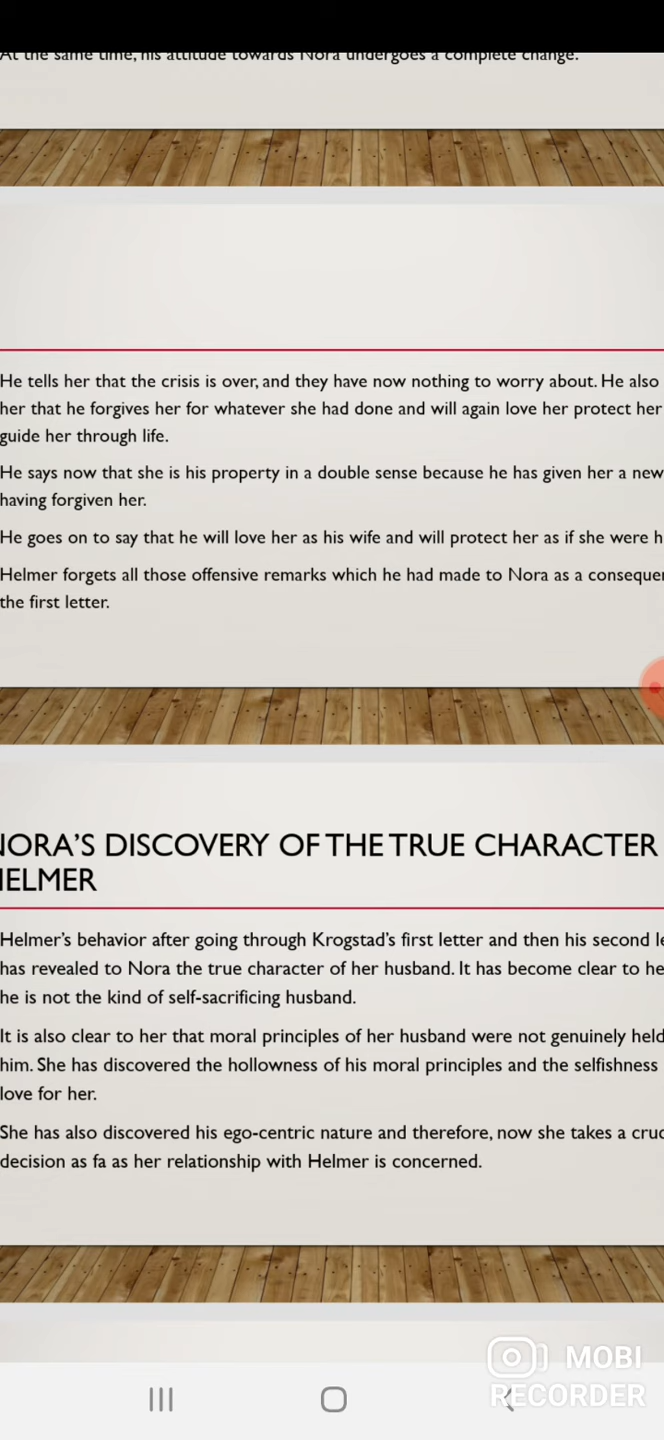 At the same time, his attitude towards Nora undergoes a complete change.
He tells her that the crisis is over, and they have now nothing to worry about. He also
her that he forgives her for whatever she had done and will again love her protect her
guide her through life.
He says now that she is his property in a double sense because he has given her a new
having forgiven her.
He goes on to say that he will love her as his wife and will protect her as if she were h
Helmer forgets all those offensive remarks which he had made to Nora as a consequen
the first letter.
NORA'S DISCOVERY OF THE TRUE CHARACTER
HELMER
Helmer's behavior after going through Krogstad's first letter and then his second le
has revealed to Nora the true character of her husband. It has become clear to he
he is not the kind of self-sacrificing husband.
It is also clear to her that moral principles of her husband were not genuinely held
him. She has discovered the hollowness of his moral principles and the selfishness
love for her.
She has also discovered his ego-centric nature and therefore, now she takes a cruc
decision as fa as her relationship with Helmer is concerned.
MOBI
RECORDER